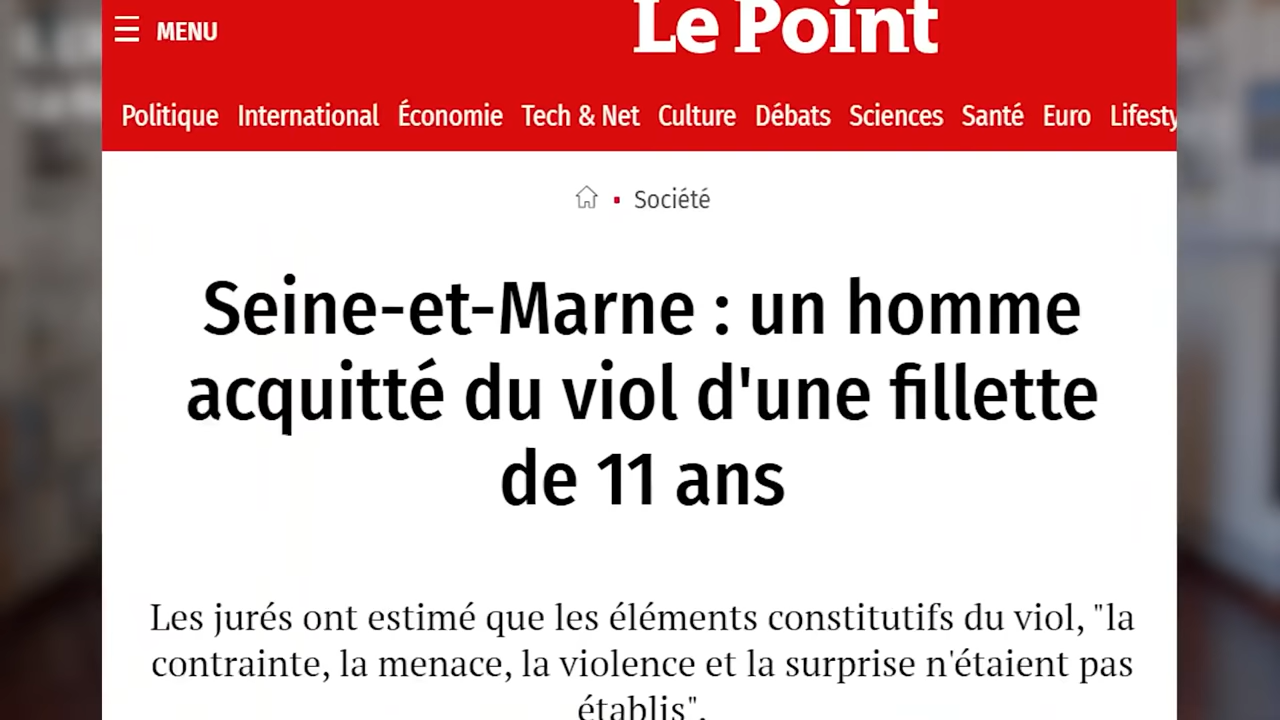 MENU
Le Point
Politique International Économie Tech & Net Culture Débats Sciences Santé Euro Lifesty
Société
Seine-et-Marne : un homme
acquitté du viol d'une fillette
de 11 ans
Les jurés ont estimé que les éléments constitutifs du viol, "la
contrainte, la menace, la violence et la surprise n'étaient pas
établis".